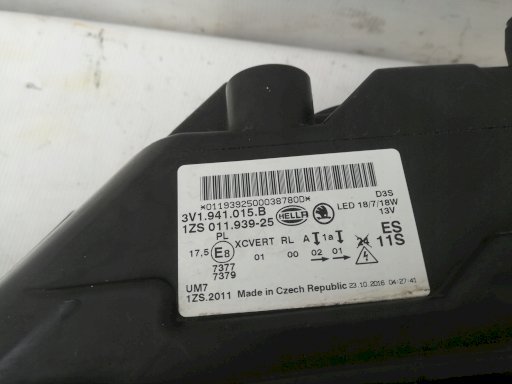 *0119392500038780D*
D3S
3V1.941.015.B HELLA LED 18/7/18W
1ZS 011.939-25 13V
PL ES
17,5 E8 XCVERT RL A 1a 24 11S
01 00 02 01
7377
7379
UM7
1ZS.2011 Made in Czech Republic 23.10.2016 04:27:41